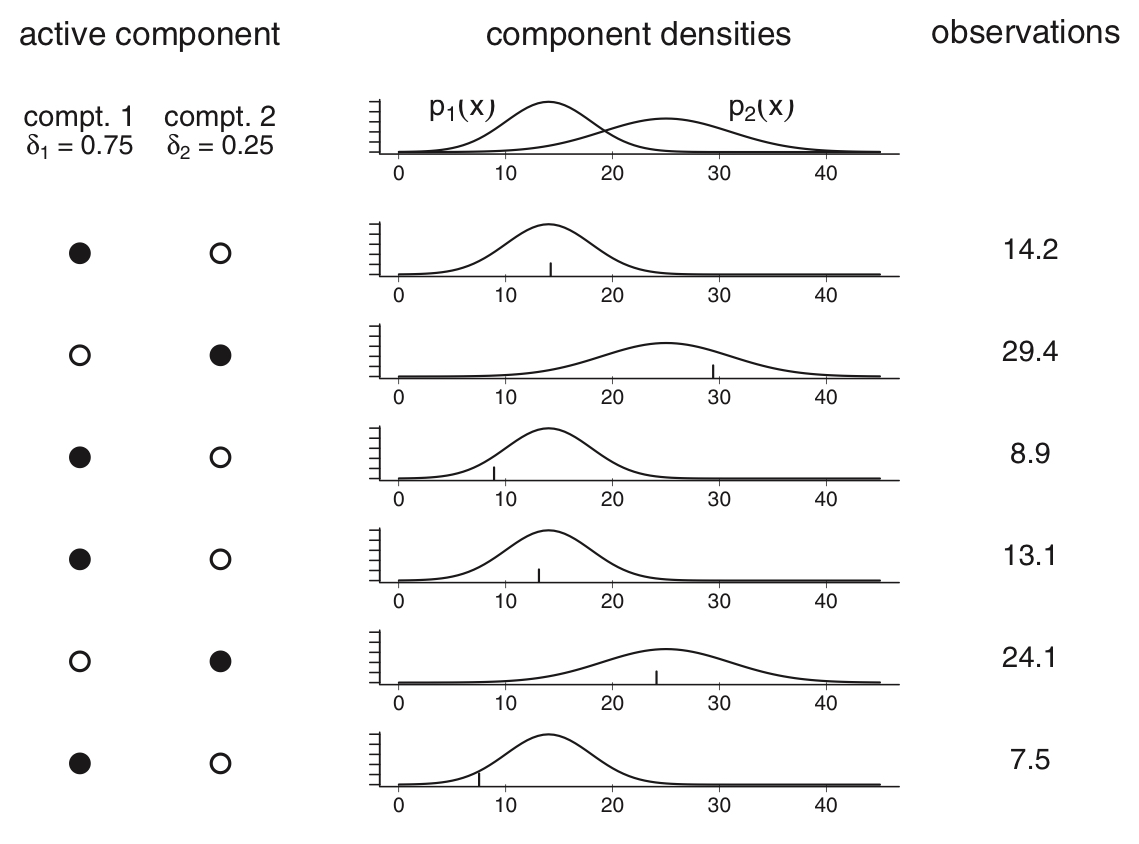 active component component densities observations
compt. 1 compt. 2 p₁(x) p₂(x)
δ₁ = 0.75 δ₂ = 0.25
0 10 20 30 40
14.2
0 10 20 30 40
29.4
0 10 20 30 40
8.9
0 10 20 30 40
13.1
0 10 20 30 40
24.1
0 10 20 30 40
7.5
0 10 20 30 40